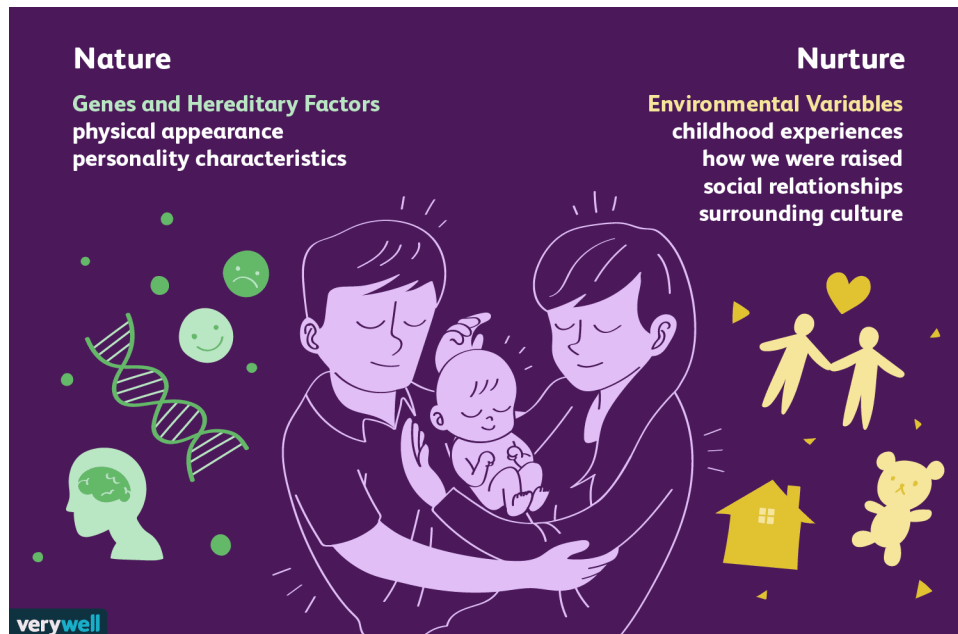 Nature
Genes and Hereditary Factors
physical appearance
personality characteristics
Nurture
Environmental Variables
childhood experiences
how we were raised
social relationships
surrounding culture
verywell